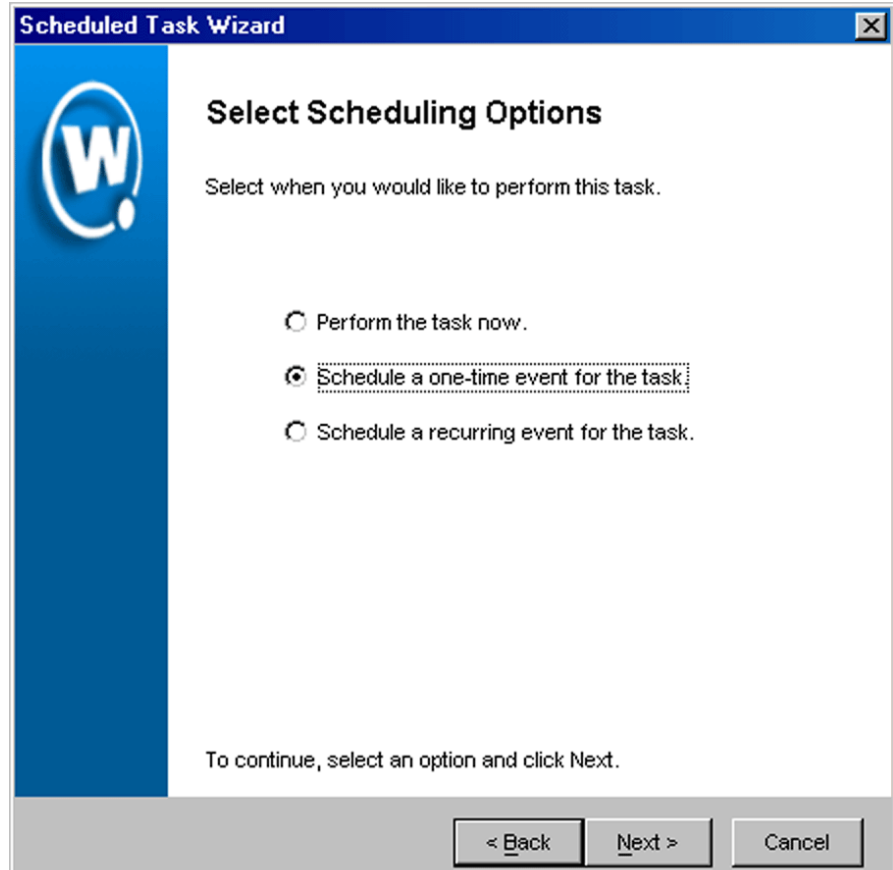 Scheduled Task Wizard
W
Select Scheduling Options
Select when you would like to perform this task.
Perform the task now.
Schedule a one-time event for the task.
Schedule a recurring event for the task.
To continue, select an option and click Next.
< Back Next > Cancel